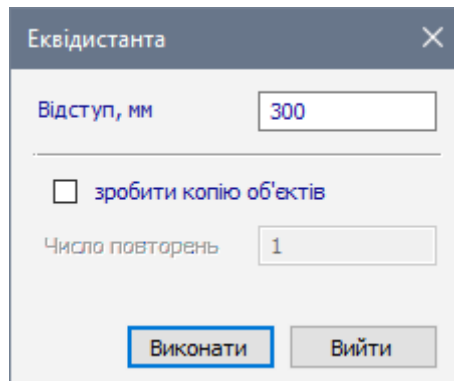 Еквідистанта
Відступ, мм 300
зробити копію об'єктів
Число повторень 1
Виконати Вийти